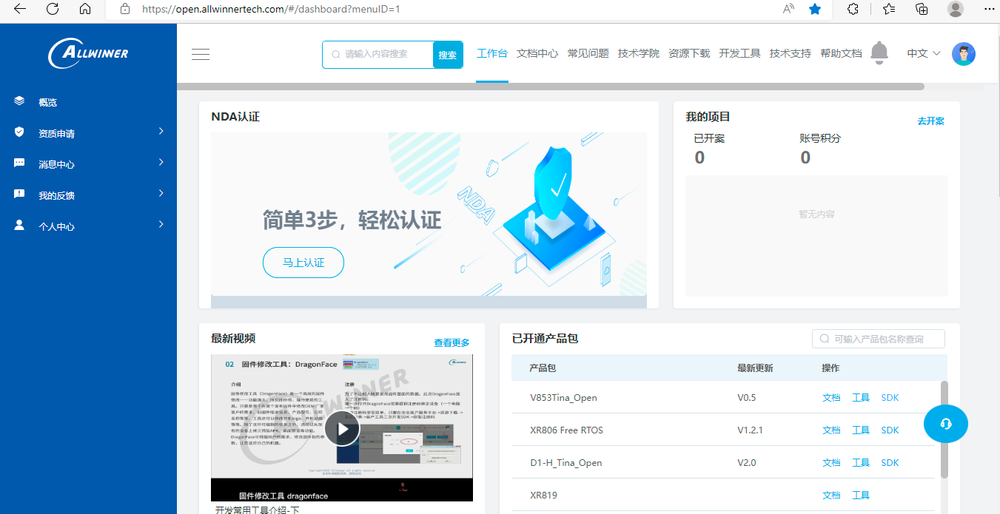 https://open.allwinnertech.com/#/dashboard?menuID=1
ALLWINNER
请输入内容搜索 搜索 工作台 文档中心 常见问题 技术学院 资源下载 开发工具 技术支持 帮助文档 中文
概览
资质申请
消息中心
我的反馈
个人中心
NDA认证
NDA
简单3步，轻松认证
马上认证
我的项目 去开案
已开案 账号积分
0 0
暂无内容
最新视频 查看更多
02 固件修改工具：DragonFace
介绍
注册
固件修改工具 dragonface
开发常用工具介绍-下
已开通产品包 可输入产品包名称查询
产品包 最新更新 操作
V853Tina_Open V0.5 文档 工具 SDK
XR806 Free RTOS V1.2.1 文档 工具 SDK
D1-H_Tina_Open V2.0 文档 工具 SDK
XR819 文档 工具